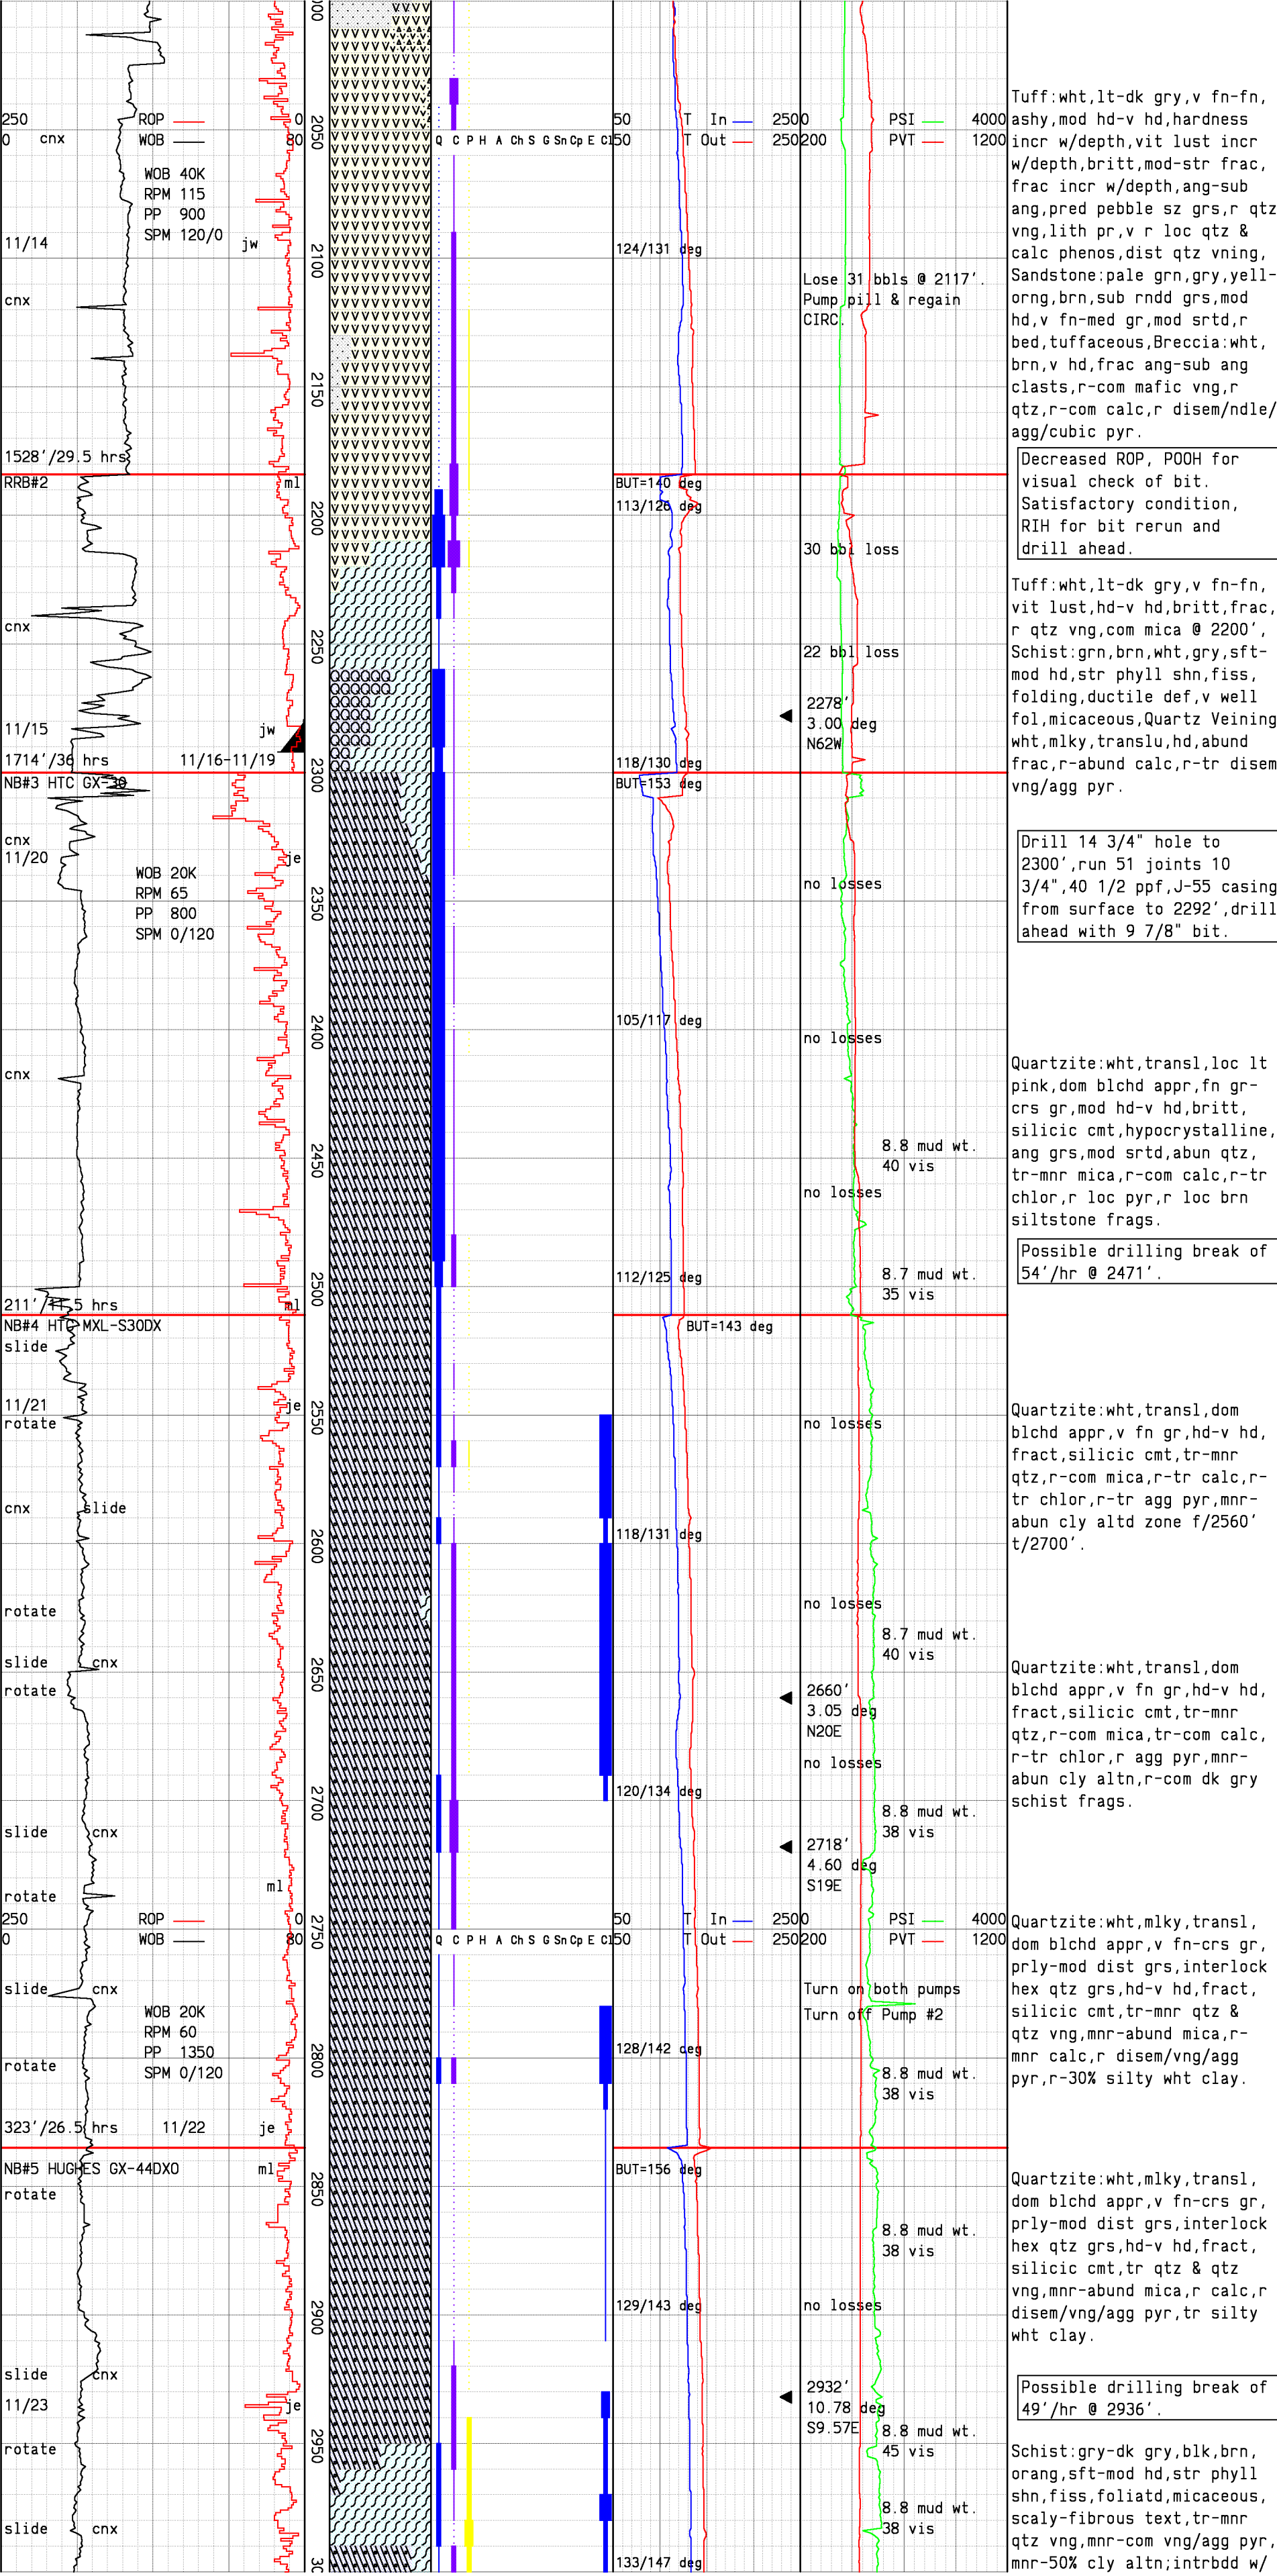 250 ROP 0
0 cnx WOB 80
WOB 40K
RPM 115
PP 900
SPM 120/0
11/14 jw
cnx
1528'/29.5 hrs
RRB#2 ml
cnx
11/15 jw
1714'/36 hrs 11/16-11/19
NB#3 HTC GX-30
cnx
11/20 je
WOB 20K
RPM 65
PP 800
SPM 0/120
cnx
211'/11.5 hrs ml
NB#4 HTC MXL-S30DX
slide
11/21 je
rotate
cnx slide
rotate
slide cnx
rotate
slide cnx
ml
rotate
250 ROP 0
0 WOB 80
slide cnx
WOB 20K
RPM 60
PP 1350
SPM 0/120
rotate
323'/26.5 hrs 11/22 je
NB#5 HUGHES GX-44DXO ml
rotate
slide cnx
11/23 je
rotate
slide cnx
2050
2100
2150
2200
2250
2300
2350
2400
2450
2500
2550
2600
2650
2700
2750
2800
2850
2900
2950
Q C P H A Ch S G Sn Cp E Cl
Q C P H A Ch S G Sn Cp E Cl
50 T In 250
50 T Out 250
124/131 deg
BUT=140 deg
113/126 deg
118/130 deg
BUT=153 deg
105/117 deg
112/125 deg
BUT=143 deg
118/131 deg
120/134 deg
50 T In 250
50 T Out 250
128/142 deg
BUT=156 deg
129/143 deg
133/147 deg
0 PSI 4000
200 PVT 1200
Lose 31 bbls @ 2117'.
Pump pill & regain
CIRC.
30 bbl loss
22 bbl loss
2278'
3.00 deg
N62W
no losses
no losses
8.8 mud wt.
40 vis
no losses
8.7 mud wt.
35 vis
no losses
no losses
8.7 mud wt.
40 vis
2660'
3.05 deg
N20E
no losses
8.8 mud wt.
38 vis
2718'
4.60 deg
S19E
0 PSI 4000
200 PVT 1200
Turn on both pumps
Turn off Pump #2
8.8 mud wt.
38 vis
8.8 mud wt.
38 vis
no losses
2932'
10.78 deg
S9.57E
8.8 mud wt.
45 vis
8.8 mud wt.
38 vis
Tuff:wht,lt-dk gry,v fn-fn,
ashy,mod hd-v hd,hardness
incr w/depth,vit lust incr
w/depth,britt,mod-str frac,
frac incr w/depth,ang-sub
ang,pred pebble sz grs,r qtz
vng,lith pr,v r loc qtz &
calc phenos,dist qtz vning,
Sandstone:pale grn,gry,yell-
orng,brn,sub rndd grs,mod
hd,v fn-med gr,mod srtd,r
bed,tuffaceous,Breccia:wht,
brn,v hd,frac ang-sub ang
clasts,r-com mafic vng,r
qtz,r-com calc,r disem/ndle/
agg/cubic pyr.
Decreased ROP, POOH for
visual check of bit.
Satisfactory condition,
RIH for bit rerun and
drill ahead.
Tuff:wht,lt-dk gry,v fn-fn,
vit lust,hd-v hd,britt,frac,
r qtz vng,com mica @ 2200',
Schist:grn,brn,wht,gry,sft-
mod hd,str phyll shn,fiss,
folding,ductile def,v well
fol,micaceous,Quartz Veining
wht,mlky,translu,hd,abund
frac,r-abund calc,r-tr disem
vng/agg pyr.
Drill 14 3/4" hole to
2300',run 51 joints 10
3/4",40 1/2 ppf,J-55 casing
from surface to 2292',drill
ahead with 9 7/8" bit.
Quartzite:wht,transl,loc lt
pink,dom blchd appr,fn gr-
crs gr,mod hd-v hd,britt,
silicic cmt,hypocrystalline,
ang grs,mod srtd,abun qtz,
tr-mnr mica,r-com calc,r-tr
chlor,r loc pyr,r loc brn
siltstone frags.
Possible drilling break of
54'/hr @ 2471'.
Quartzite:wht,transl,dom
blchd appr,v fn gr,hd-v hd,
fract,silicic cmt,tr-mnr
qtz,r-com mica,r-tr calc,r-
tr chlor,r-tr agg pyr,mnr-
abun cly altd zone f/2560'
t/2700'.
Quartzite:wht,transl,dom
blchd appr,v fn gr,hd-v hd,
fract,silicic cmt,tr-mnr
qtz,r-com mica,tr-com calc,
r-tr chlor,r agg pyr,mnr-
abun cly altn,r-com dk gry
schist frags.
Quartzite:wht,mlky,transl,
dom blchd appr,v fn-crs gr,
prly-mod dist grs,interlock
hex qtz grs,hd-v hd,fract,
silicic cmt,tr-mnr qtz &
qtz vng,mnr-abund mica,r-
mnr calc,r disem/vng/agg
pyr,r-30% silty wht clay.
Quartzite:wht,mlky,transl,
dom blchd appr,v fn-crs gr,
prly-mod dist grs,interlock
hex qtz grs,hd-v hd,fract,
silicic cmt,tr qtz & qtz
vng,mnr-abund mica,r calc,r
disem/vng/agg pyr,tr silty
wht clay.
Possible drilling break of
49'/hr @ 2936'.
Schist:gry-dk gry,blk,brn,
orang,sft-mod hd,str phyll
shn,fiss,foliatd,micaceous,
scaly-fibrous text,tr-mnr
qtz vng,mnr-com vng/agg pyr,
mnr-50% cly altn;intrbdd w/